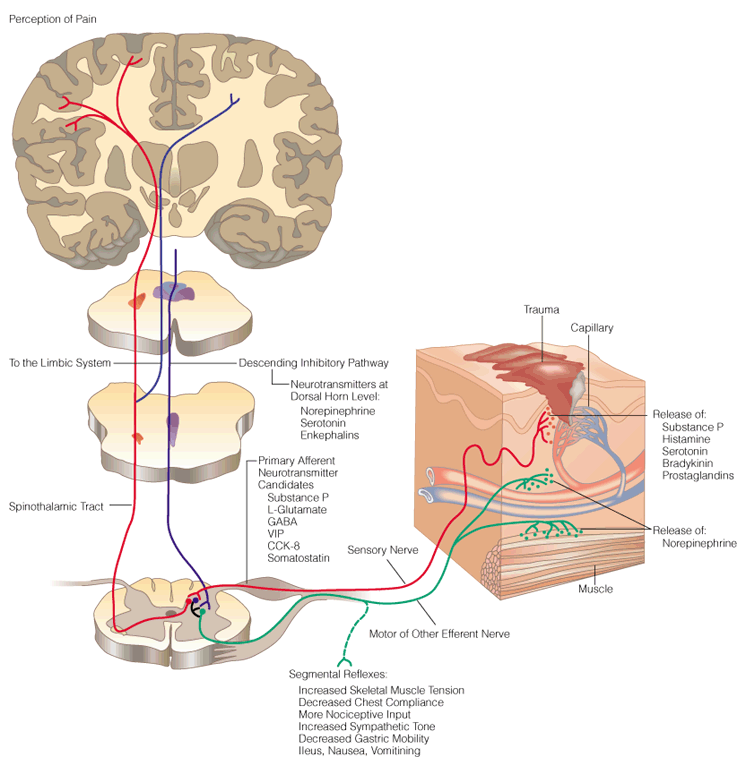 Perception of Pain
Trauma
Capillary
To the Limbic System
Descending Inhibitory Pathway
Neurotransmitters at
Dorsal Horn Level:
Norepinephrine
Serotonin
Enkephalins
Release of:
Substance P
Histamine
Serotonin
Bradykinin
Prostaglandins
Primary Afferent
Neurotransmitter
Candidates
Substance P
L-Glutamate
GABA
VIP
CCK-8
Somatostatin
Spinothalamic Tract
Release of:
Norepinephrine
Sensory Nerve
Muscle
Motor of Other Efferent Nerve
Segmental Reflexes:
Increased Skeletal Muscle Tension
Decreased Chest Compliance
More Nociceptive Input
Increased Sympathetic Tone
Decreased Gastric Mobility
Ileus, Nausea, Vomitining